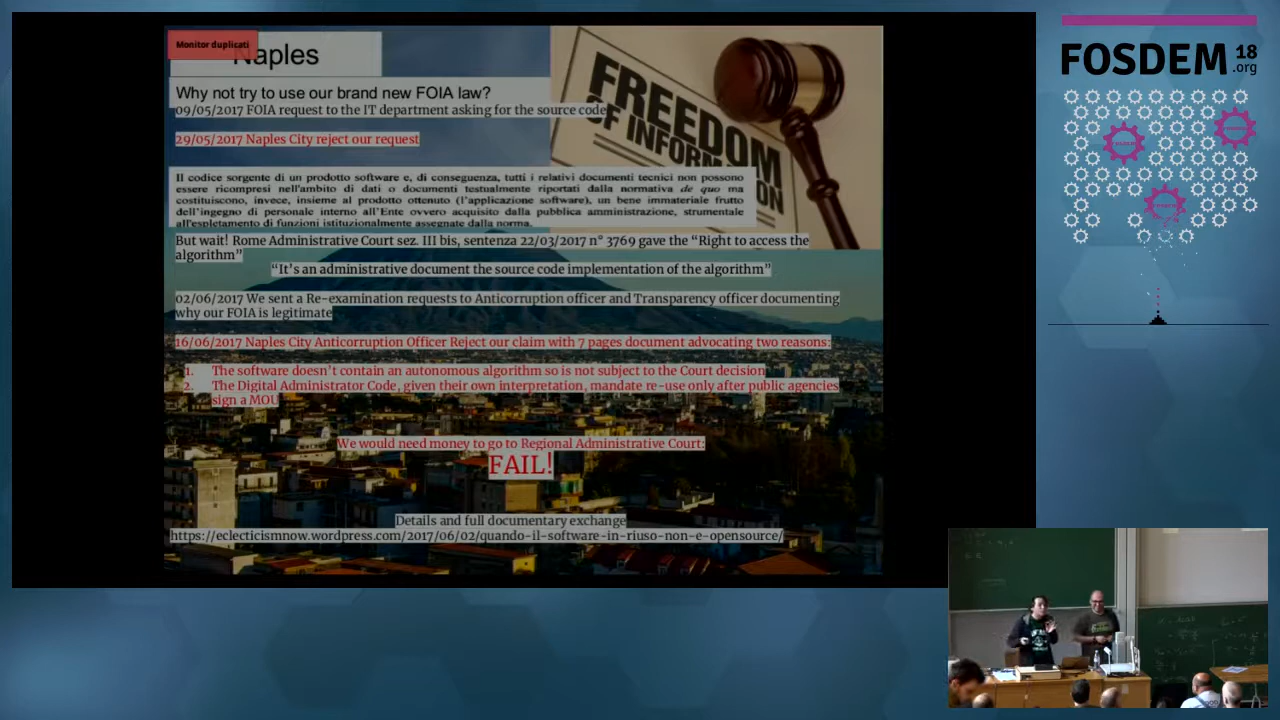 Monitor duplicati
Naples
Why not try to use our brand new FOIA law?
09/05/2017 FOIA request to the IT department asking for the source code
29/05/2017 Naples City reject our request
FREEDOM
OF INFORM
ON
Il codice sorgente di un prodotto software e, di conseguenza, tutti i relativi documenti tecnici non possono
essere ricompresi nell'ambito di dati o documenti testualmente riportati dalla normativa de quo ma
costituiscono, invece, insieme al prodotto ottenuto (l'applicazione software), un bene immateriale frutto
dell'ingegno di personale interno all'Ente ovvero acquisito dalla pubblica amministrazione, strumentale
all'espletamento di funzioni istituzionalmente assegnate dalla norma.
But wait! Rome Administrative Court sez. III bis, sentenza 22/03/2017 n° 3769 gave the “Right to access the
algorithm”
“It’s an administrative document the source code implementation of the algorithm”
02/06/2017 We sent a Re-examination requests to Anticorruption officer and Transparency officer documenting
why our FOIA is legitimate
16/06/2017 Naples City Anticorruption Officer Reject our claim with 7 pages document advocating two reasons:
1. The software doesn’t contain an autonomous algorithm so is not subject to the Court decision
2. The Digital Administrator Code, given their own interpretation, mandate re-use only after public agencies
sign a MOU
We would need money to go to Regional Administrative Court:
FAIL!
Details and full documentary exchange
https://eclecticismnow.wordpress.com/2017/06/02/quando-il-software-in-riuso-non-e-opensource/
FOSDEM 18
.org